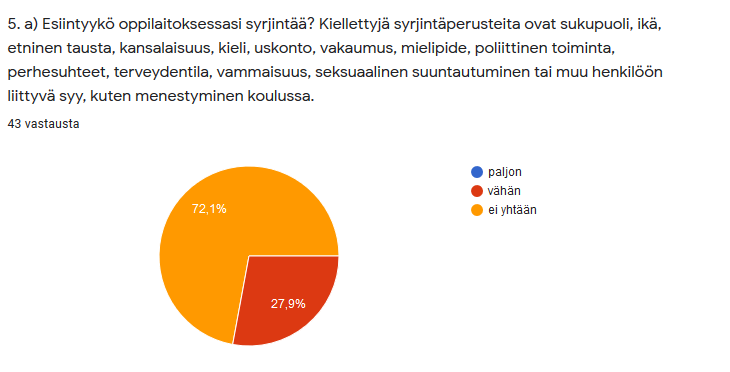 5. a) Esiintyykö oppilaitoksessasi syrjintää? Kiellettyjä syrjintäperusteita ovat sukupuoli, ikä,
etninen tausta, kansalaisuus, kieli, uskonto, vakaumus, mielipide, poliittinen toiminta,
perhesuhteet, terveydentila, vammaisuus, seksuaalinen suuntautuminen tai muu henkilöön
liittyvä syy, kuten menestyminen koulussa.
43 vastausta
paljon
vähän
ei yhtään
72,1%
27,9%